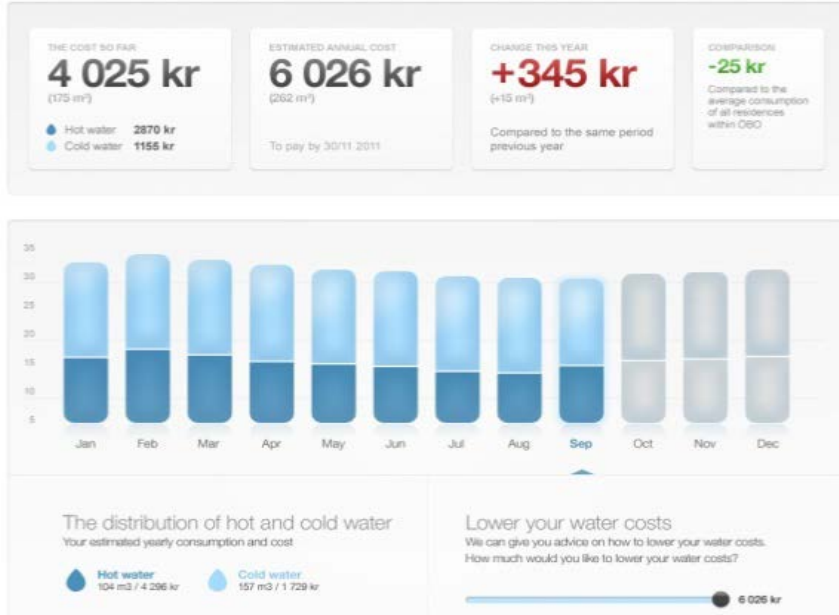 THE COST SO FAR
4 025 kr
(175 m²)
Hot water 2870 kr
Cold water 1155 kr
ESTIMATED ANNUAL COST
6 026 kr
(262 m²)
To pay by 30/11 2011
CHANGE THIS YEAR
+345 kr
(+15 m²)
Compared to the same period
previous year
COMPARISON
-25 kr
Compared to the
average consumption
of all residences
within ÖBO
35
30
25
20
15
10
5
Jan Feb Mar Apr May Jun Jul Aug Sep Oct Nov Dec
The distribution of hot and cold water
Your estimated yearly consumption and cost
Hot water
104 m3 / 4 296 kr
Cold water
157 m3 / 1 729 kr
Lower your water costs
We can give you advice on how to lower your water costs.
How much would you like to lower your water costs?
6 026 kr